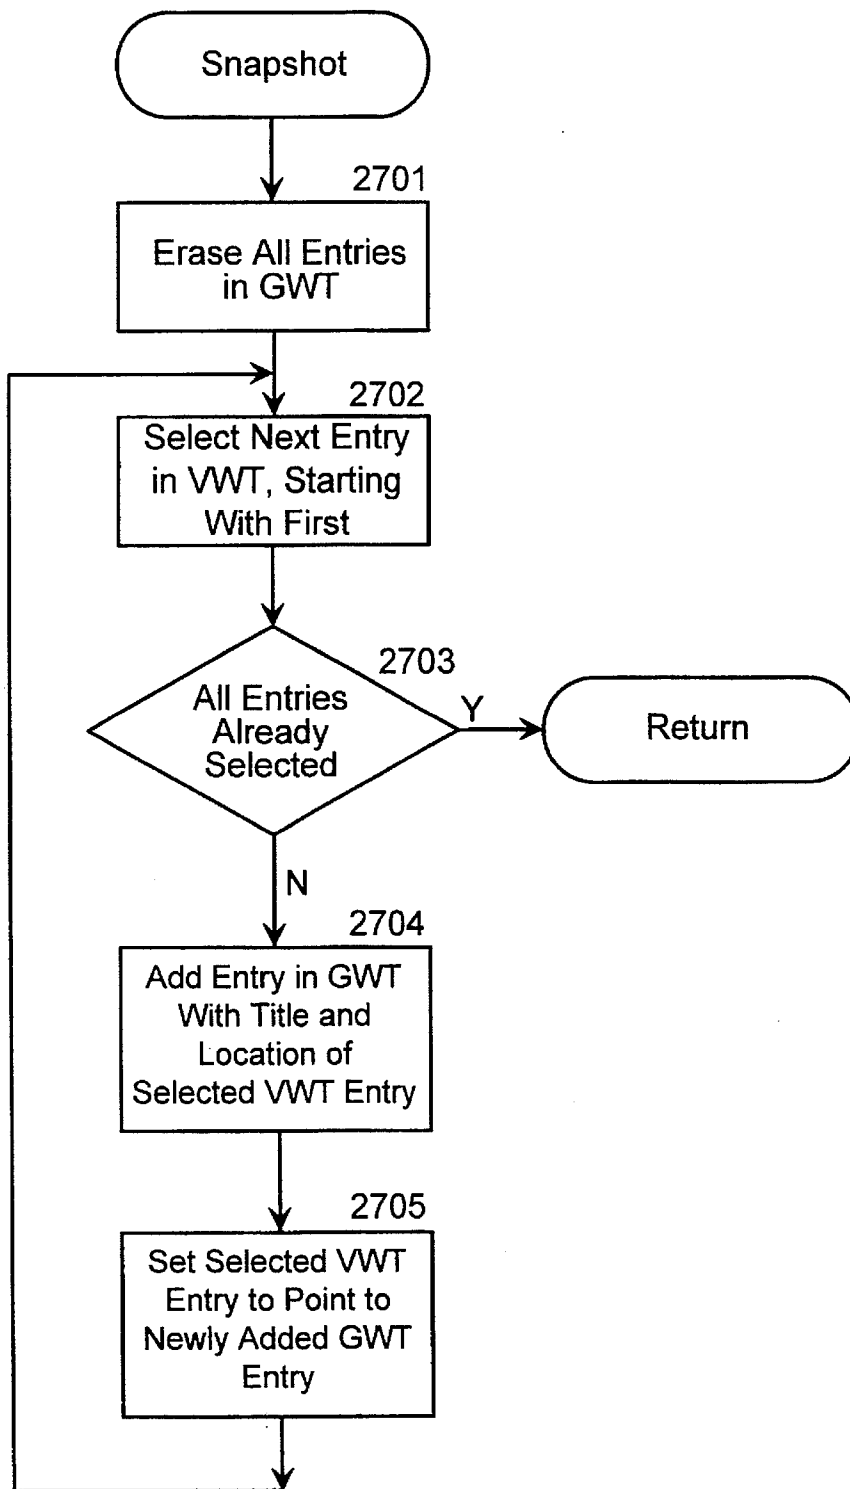 Snapshot
2701
Erase All Entries
in GWT
2702
Select Next Entry
in VWT, Starting
With First
2703
All Entries
Already
Selected
Y
Return
N
2704
Add Entry in GWT
With Title and
Location of
Selected VWT Entry
2705
Set Selected VWT
Entry to Point to
Newly Added GWT
Entry